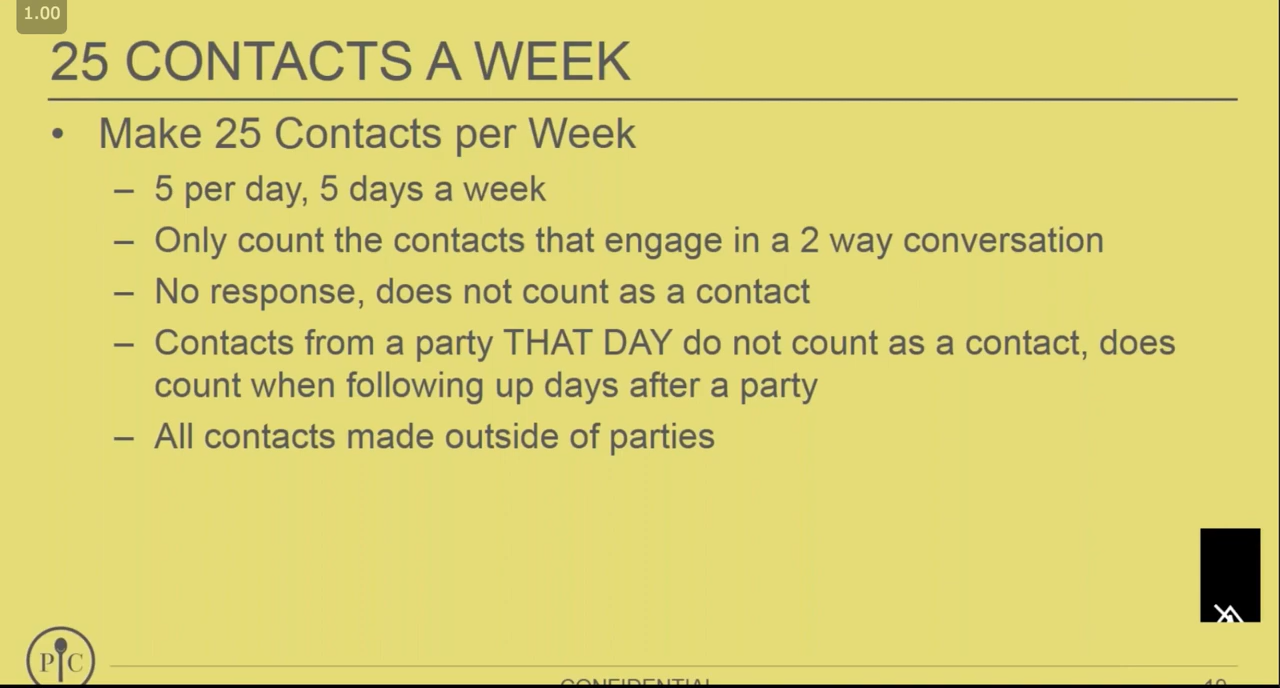 1.00
25 CONTACTS A WEEK
• Make 25 Contacts per Week
– 5 per day, 5 days a week
– Only count the contacts that engage in a 2 way conversation
– No response, does not count as a contact
– Contacts from a party THAT DAY do not count as a contact, does
count when following up days after a party
– All contacts made outside of parties
P C
CONFIDENTIAL